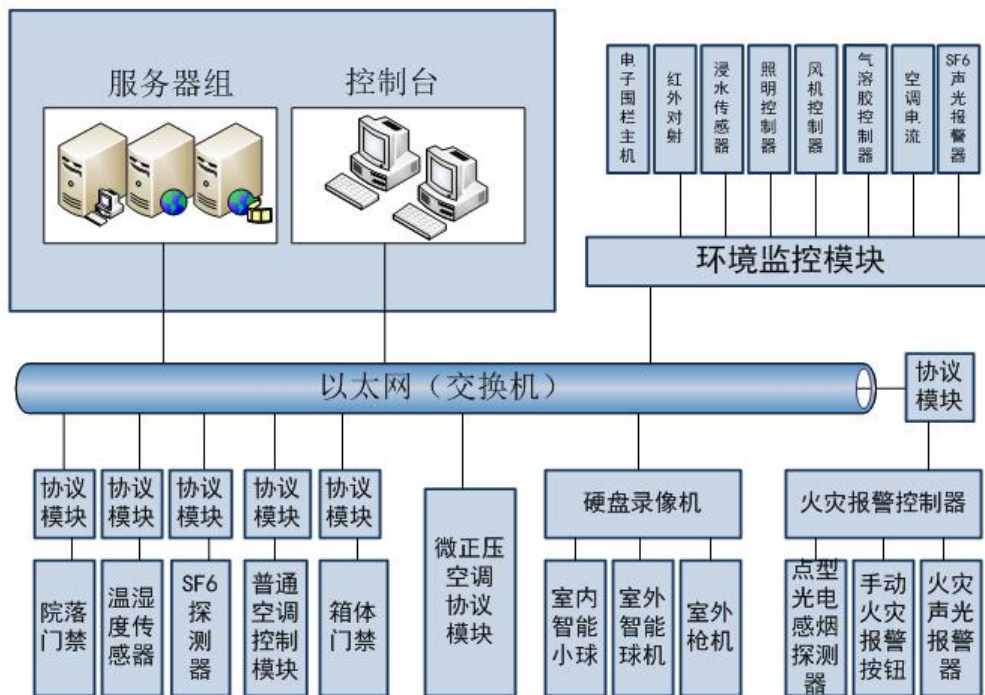 服务器组
控制台
电子围栏主机
红外对射
浸水传感器
照明控制器
风机控制器
气溶胶控制器
空调电流
SF6声光报警器
环境监控模块
以太网（交换机）
协议
模块
协议
模块
协议
模块
协议
模块
协议
模块
协议
模块
微正压
空调
协议
模块
硬盘录像机
火灾报警控制器
院落
门禁
温湿
度传
感器
SF6
探测
器
普通
空调
控制
模块
箱体
门禁
室内
智能
小球
室外
智能
球机
室外
枪机
点型
光电
感烟
探测
器
手动
火灾
报警
按钮
火灾
声光
报警
器